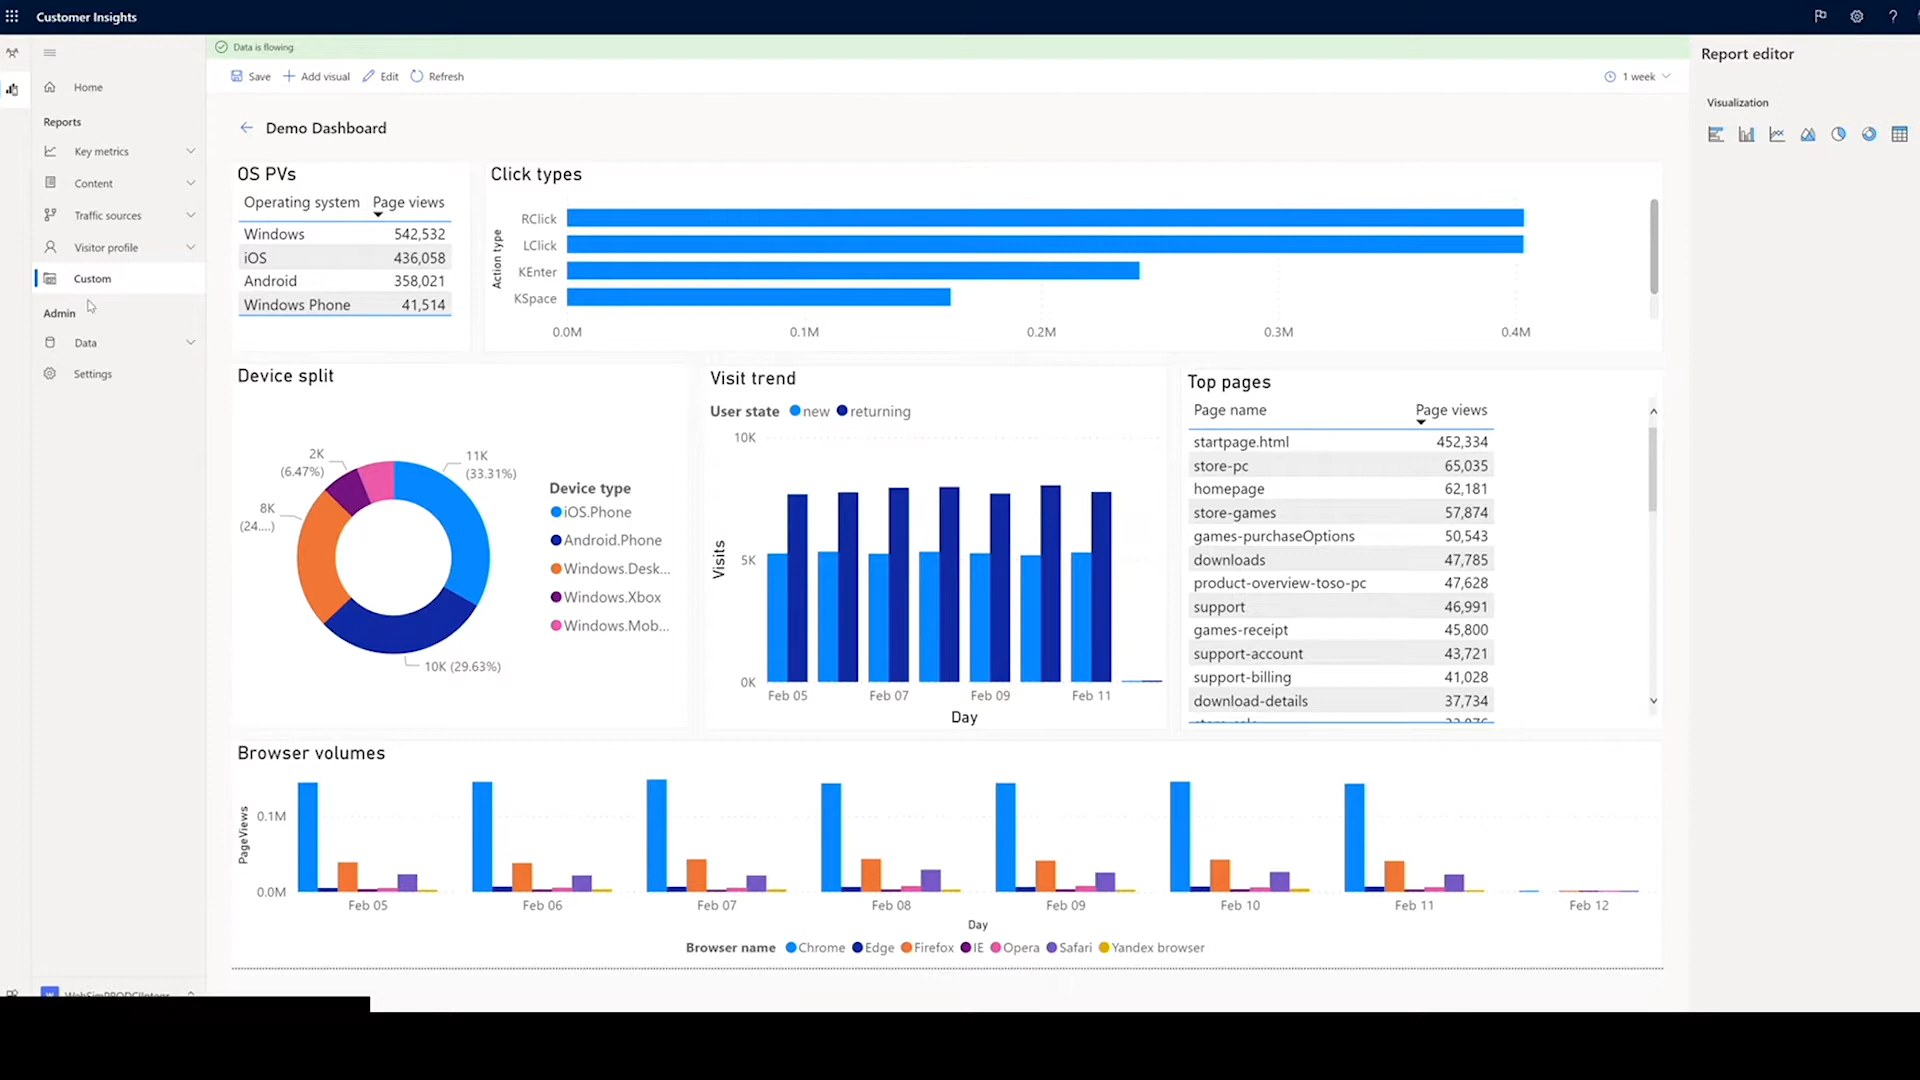 Customer Insights
?
Data is flowing
Save
Add visual
Edit
Refresh
1 week
Report editor
Visualization
Home
Reports
Key metrics
Content
Traffic sources
Visitor profile
Custom
Admin
Data
Settings
Demo Dashboard
OS PVs
Operating system Page views
Windows 542,532
iOS 436,058
Android 358,021
Windows Phone 41,514
Click types
Action type
RClick
LClick
KEnter
KSpace
0.0M 0.1M 0.2M 0.3M 0.4M
Device split
11K
(33.31%)
2K
(6.47%)
8K
(24....)
10K (29.63%)
Device type
iOS.Phone
Android.Phone
Windows.Desk...
Windows.Xbox
Windows.Mob...
Visit trend
User state new returning
Visits
10K
5K
0K
Feb 05 Feb 07 Feb 09 Feb 11
Day
Top pages
Page name Page views
startpage.html 452,334
store-pc 65,035
homepage 62,181
store-games 57,874
games-purchaseOptions 50,543
downloads 47,785
product-overview-toso-pc 47,628
support 46,991
games-receipt 45,800
support-account 43,721
support-billing 41,028
download-details 37,734
Browser volumes
PageViews
0.1M
0.0M
Feb 05 Feb 06 Feb 07 Feb 08 Feb 09 Feb 10 Feb 11 Feb 12
Day
Browser name Chrome Edge Firefox IE Opera Safari Yandex browser